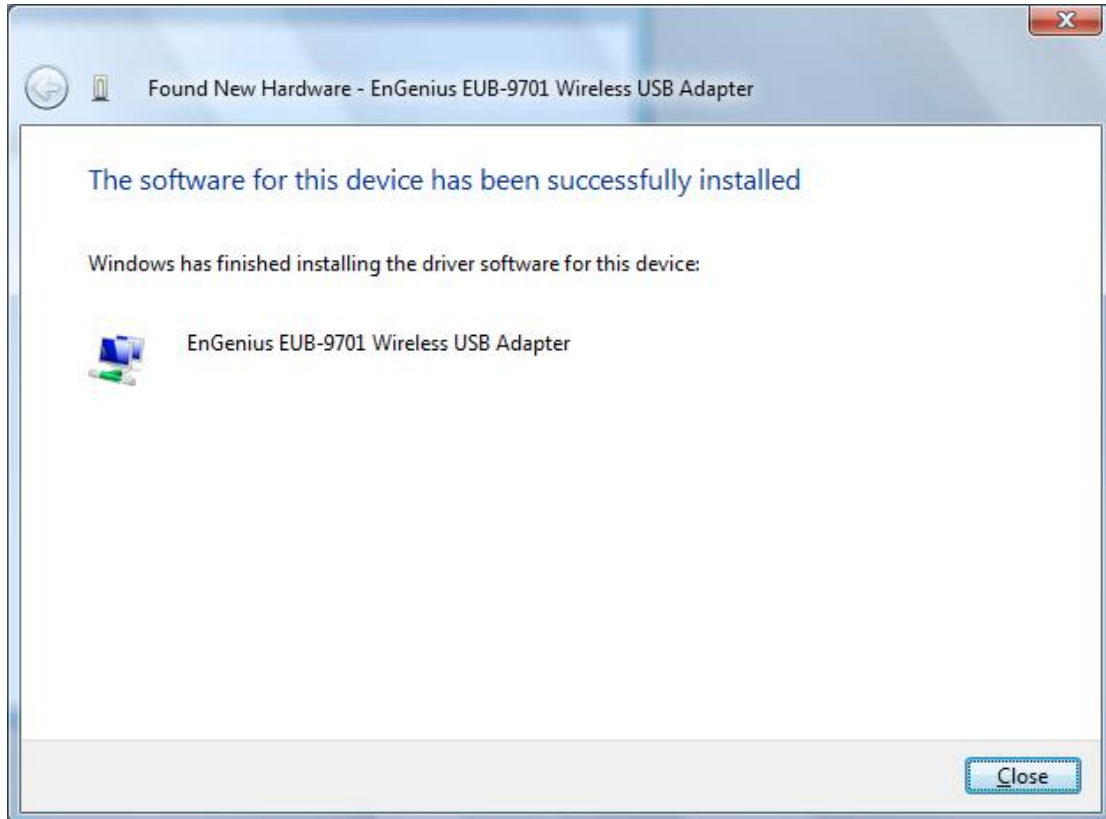 Found New Hardware - EnGenius EUB-9701 Wireless USB Adapter
The software for this device has been successfully installed
Windows has finished installing the driver software for this device:
EnGenius EUB-9701 Wireless USB Adapter
Close